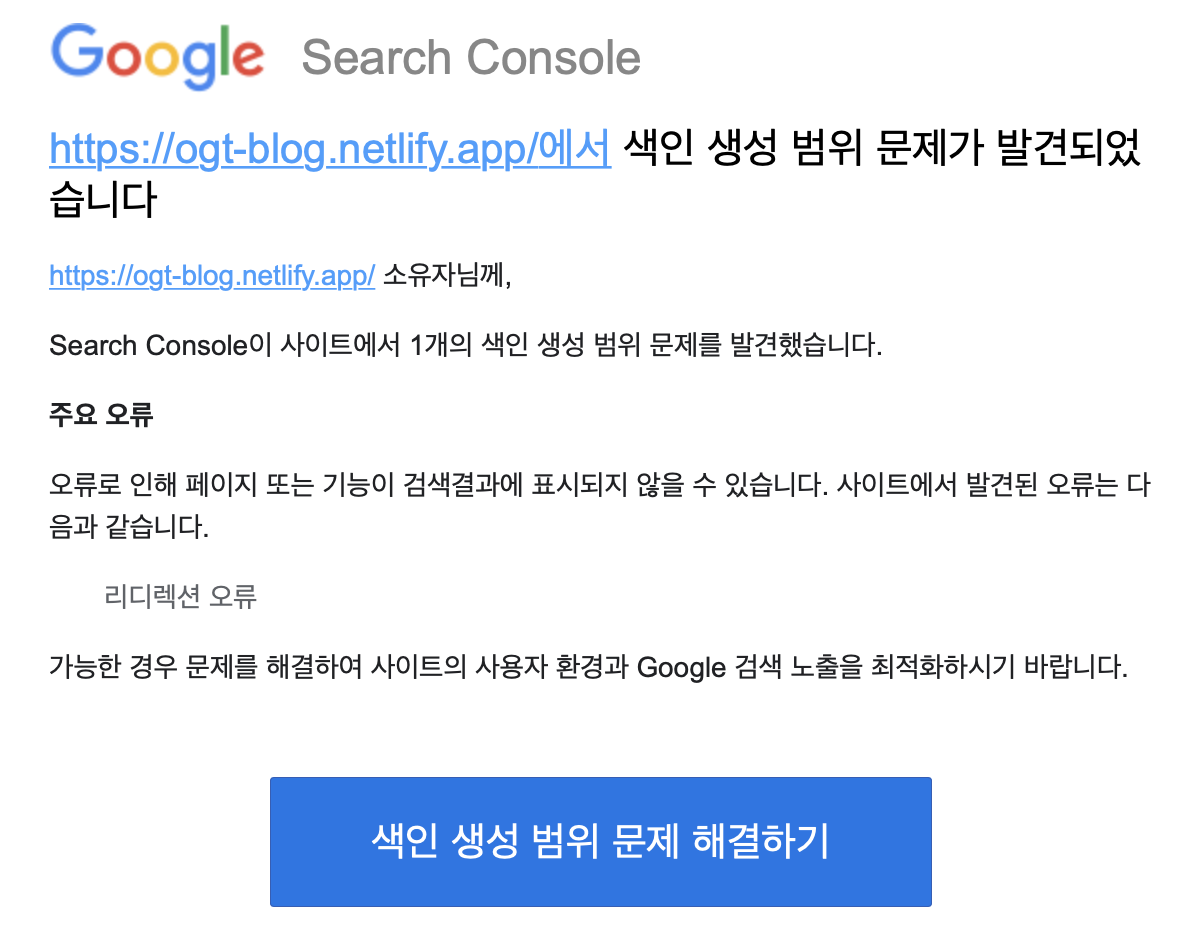 Google Search Console
https://ogt-blog.netlify.app/에서 색인 생성 범위 문제가 발견되었
습니다
https://ogt-blog.netlify.app/ 소유자님께,
Search Console이 사이트에서 1개의 색인 생성 범위 문제를 발견했습니다.
주요 오류
오류로 인해 페이지 또는 기능이 검색결과에 표시되지 않을 수 있습니다. 사이트에서 발견된 오류는 다
음과 같습니다.
리디렉션 오류
가능한 경우 문제를 해결하여 사이트의 사용자 환경과 Google 검색 노출을 최적화하시기 바랍니다.
색인 생성 범위 문제 해결하기